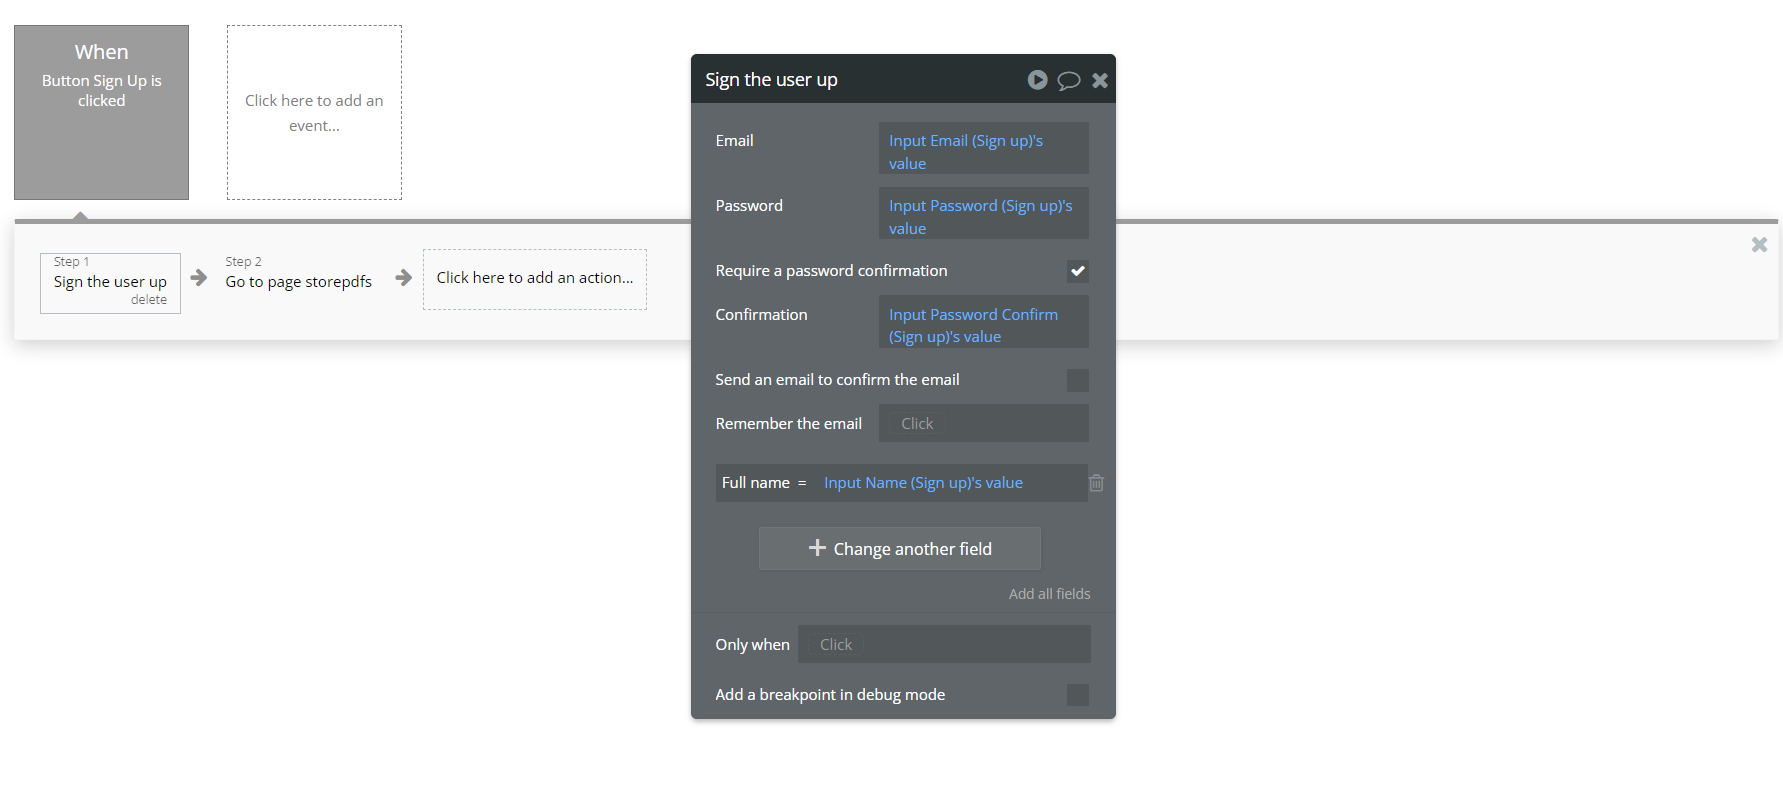 When
Button Sign Up is
clicked
Click here to add an
event...
Step 1
Sign the user up
delete
Step 2
Go to page storepdfs
Click here to add an action...
Sign the user up
Email
Input Email (Sign up)'s
value
Password
Input Password (Sign up)'s
value
Require a password confirmation
Confirmation
Input Password Confirm
(Sign up)'s value
Send an email to confirm the email
Remember the email
Click
Full name = Input Name (Sign up)'s value
Change another field
Add all fields
Only when
Click
Add a breakpoint in debug mode